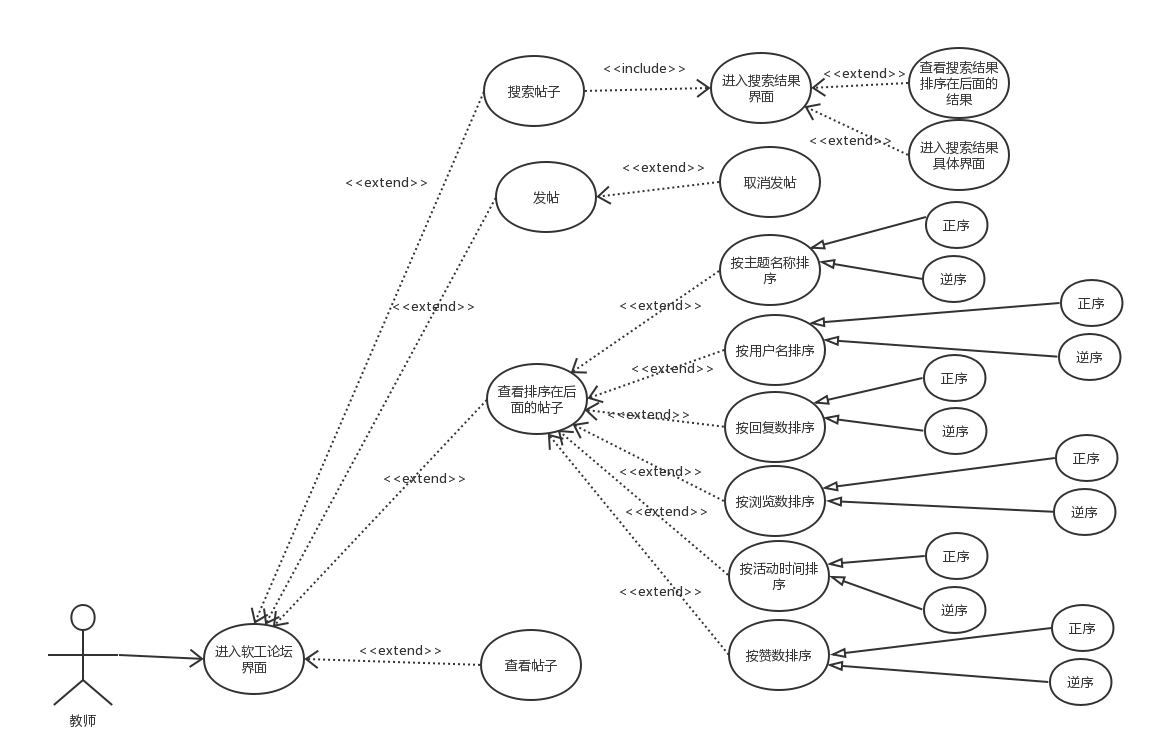 搜索帖子
<<include>>
进入搜索结果
界面
<<extend>>
查看搜索结果
排序在后面的
结果
<<extend>>
进入搜索结果
具体界面
<<extend>>
发帖
<<extend>>
取消发帖
<<extend>>
按主题名称排
序
正序
逆序
<<extend>>
按用户名排序
正序
逆序
<<extend>>
查看排序在后
面的帖子
<<extend>>
按回复数排序
正序
逆序
<<extend>>
按浏览数排序
正序
逆序
<<extend>>
<<extend>>
按活动时间排
序
正序
逆序
<<extend>>
按赞数排序
正序
逆序
进入软工论坛
界面
<<extend>>
查看帖子
教师